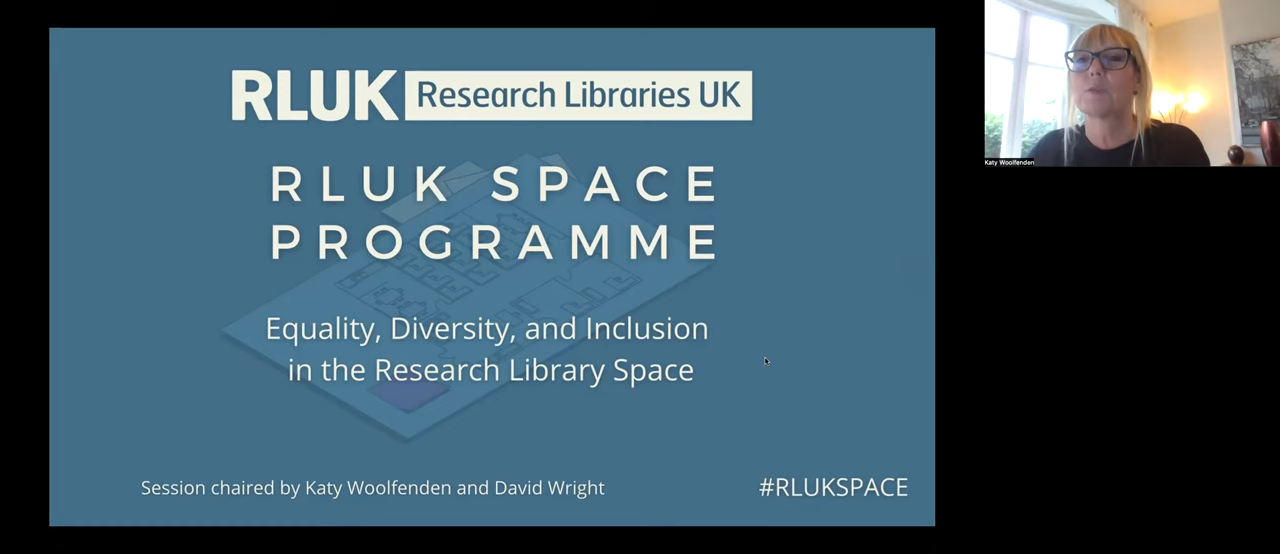 RLUK Research Libraries UK
RLUK SPACE
PROGRAMME
Equality, Diversity, and Inclusion
in the Research Library Space
Session chaired by Katy Woolfenden and David Wright
#RLUKSPACE
Katy Woolfenden